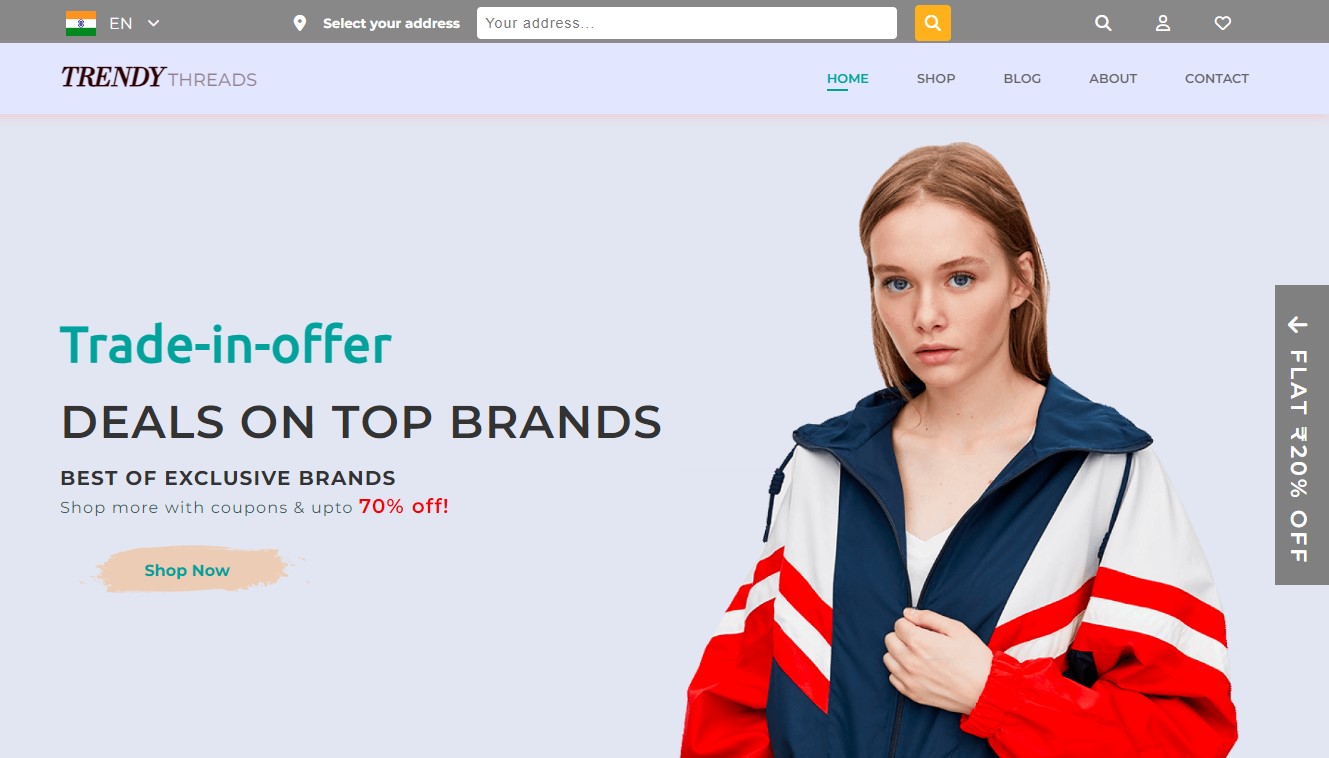 EN
Select your address
Your address...
TRENDY THREADS
HOME
SHOP
BLOG
ABOUT
CONTACT
Trade-in-offer
DEALS ON TOP BRANDS
BEST OF EXCLUSIVE BRANDS
Shop more with coupons & upto 70% off!
Shop Now
FLAT ₹20% OFF